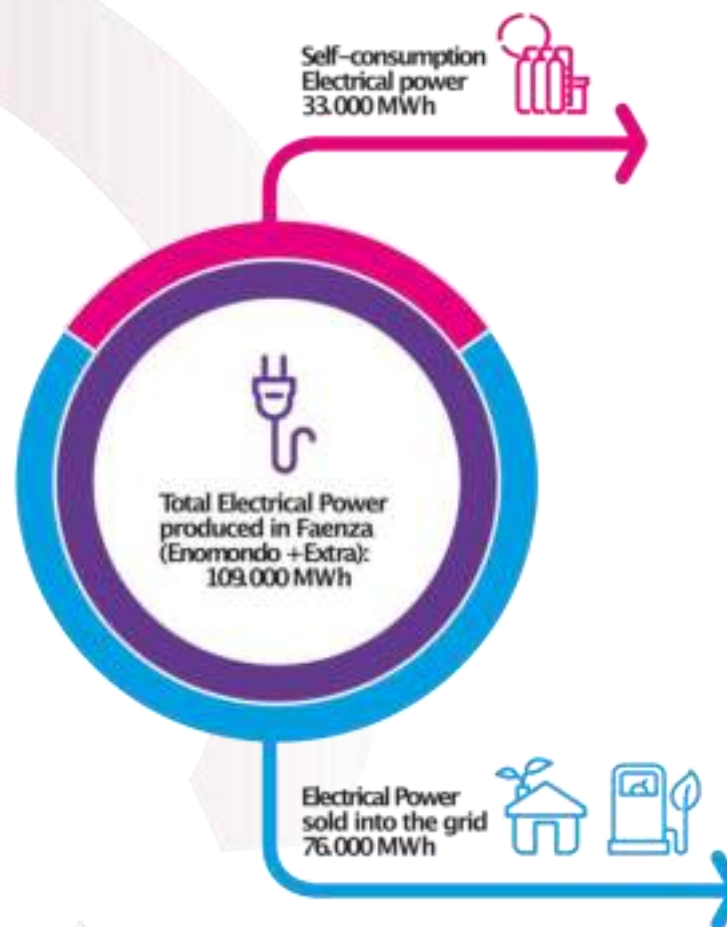 Self-consumption
Electrical power
33.000 MWh
Total Electrical Power
produced in Faenza
(Enomondo + Extra):
109.000 MWh
Electrical Power
sold into the grid
76.000 MWh